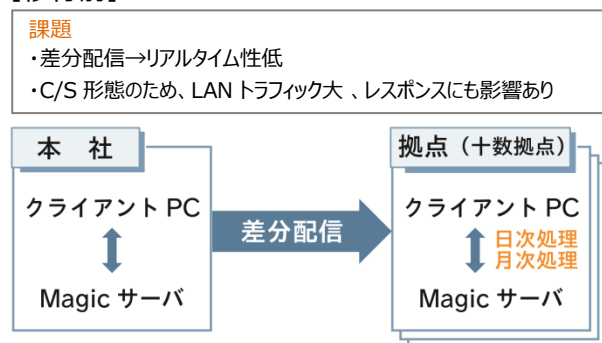 課題
・差分配信→リアルタイム性低
・C/S 形態のため、LAN トラフィック大 、レスポンスにも影響あり
本 社
クライアント PC
Magic サーバ
差分配信
拠点（十数拠点）
クライアント PC
日次処理
月次処理
Magic サーバ